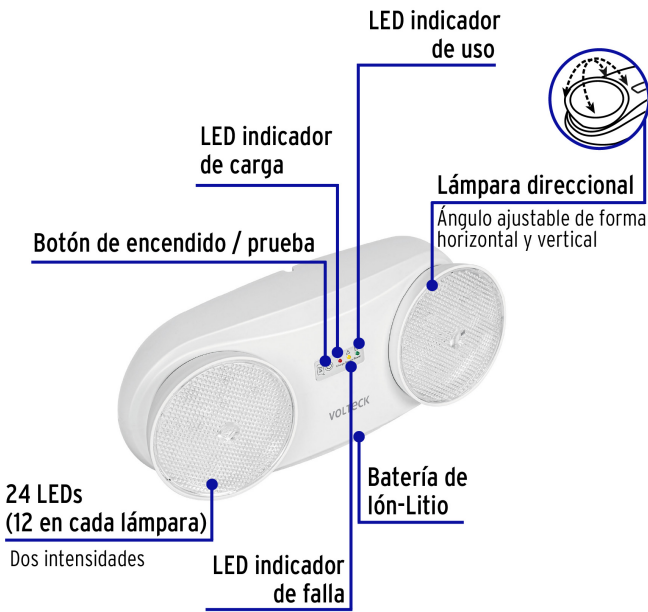 LED indicador
de uso
LED indicador
de carga
Lámpara direccional
Ángulo ajustable de forma
horizontal y vertical
Botón de encendido / prueba
VOLTECK
24 LEDs
(12 en cada lámpara)
Dos intensidades
Batería de
Ión-Litio
LED indicador
de falla